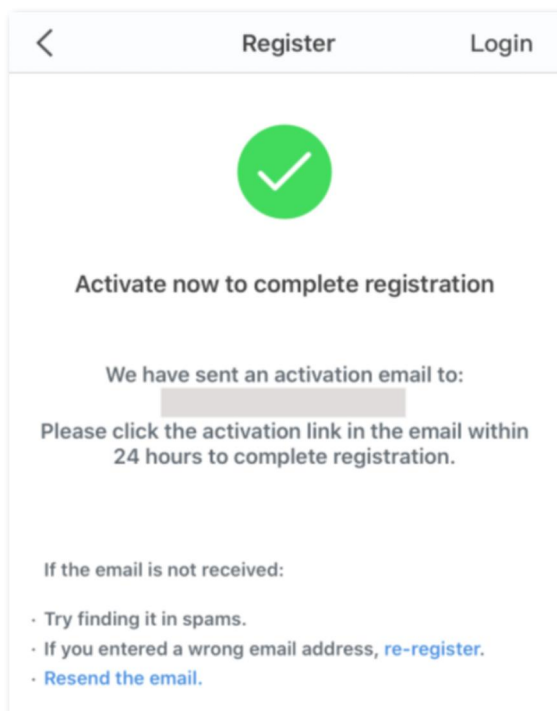 Register Login
Activate now to complete registration
We have sent an activation email to:
Please click the activation link in the email within
24 hours to complete registration.
If the email is not received:
· Try finding it in spams.
· If you entered a wrong email address, re-register.
· Resend the email.